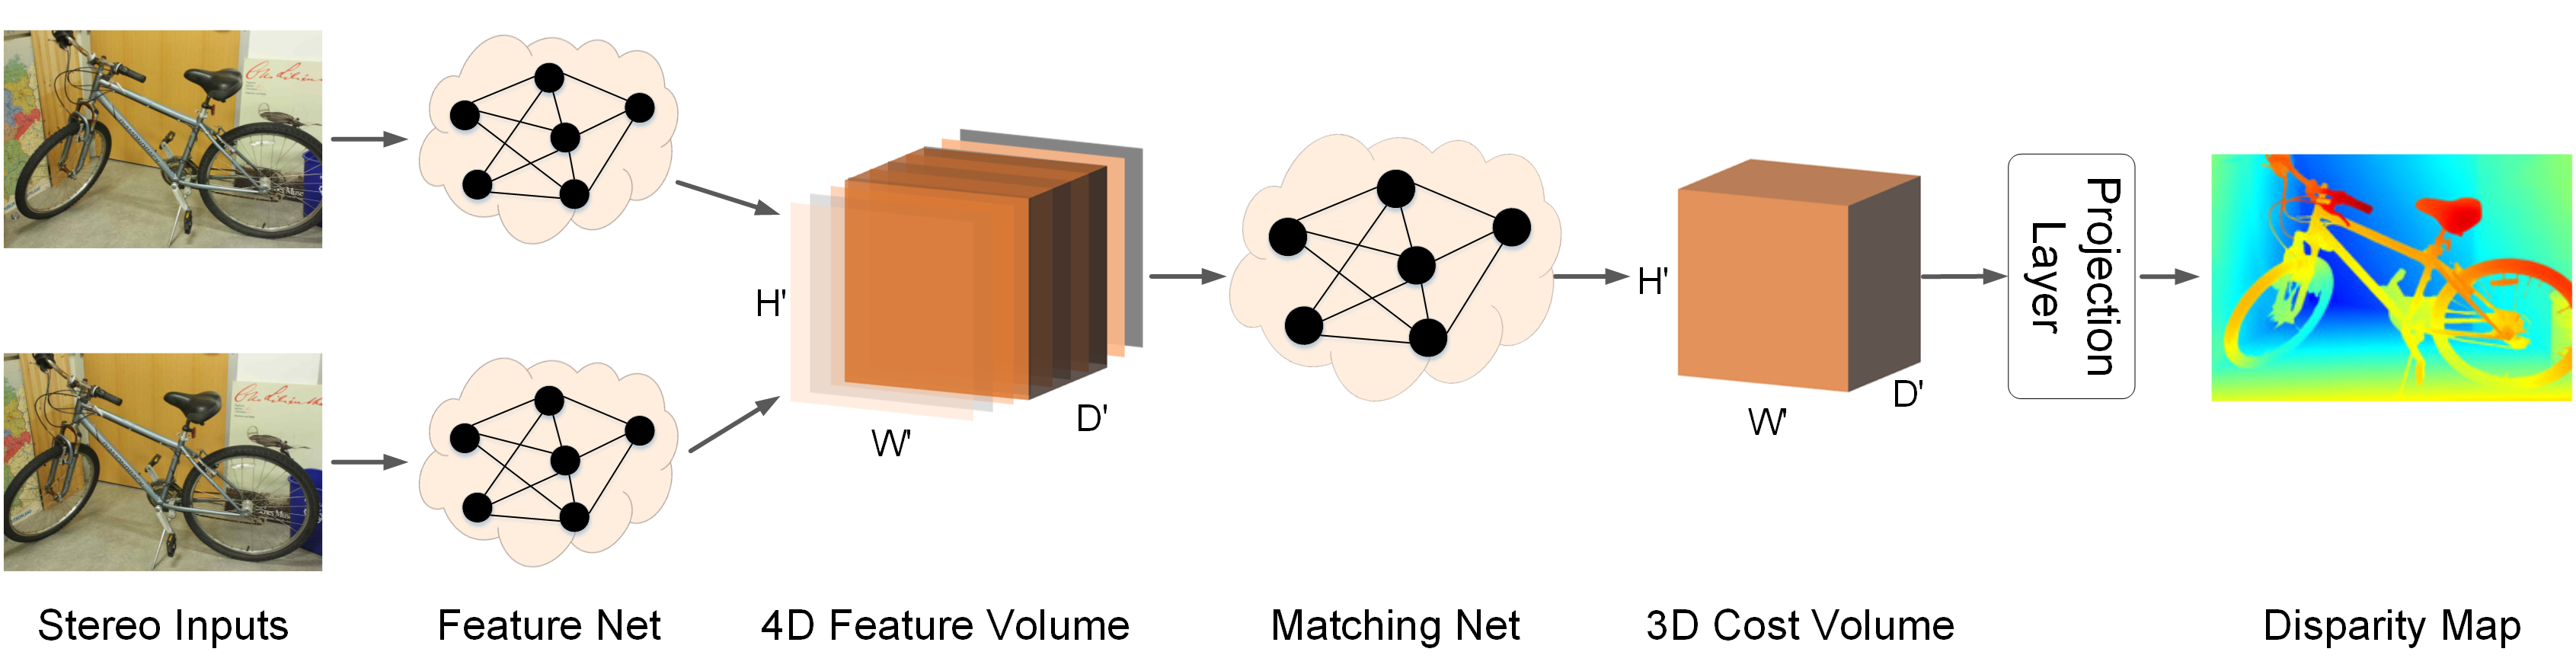 H'
W'
D'
H'
W'
D'
Projection
Layer
Stereo Inputs
Feature Net
4D Feature Volume
Matching Net
3D Cost Volume
Disparity Map